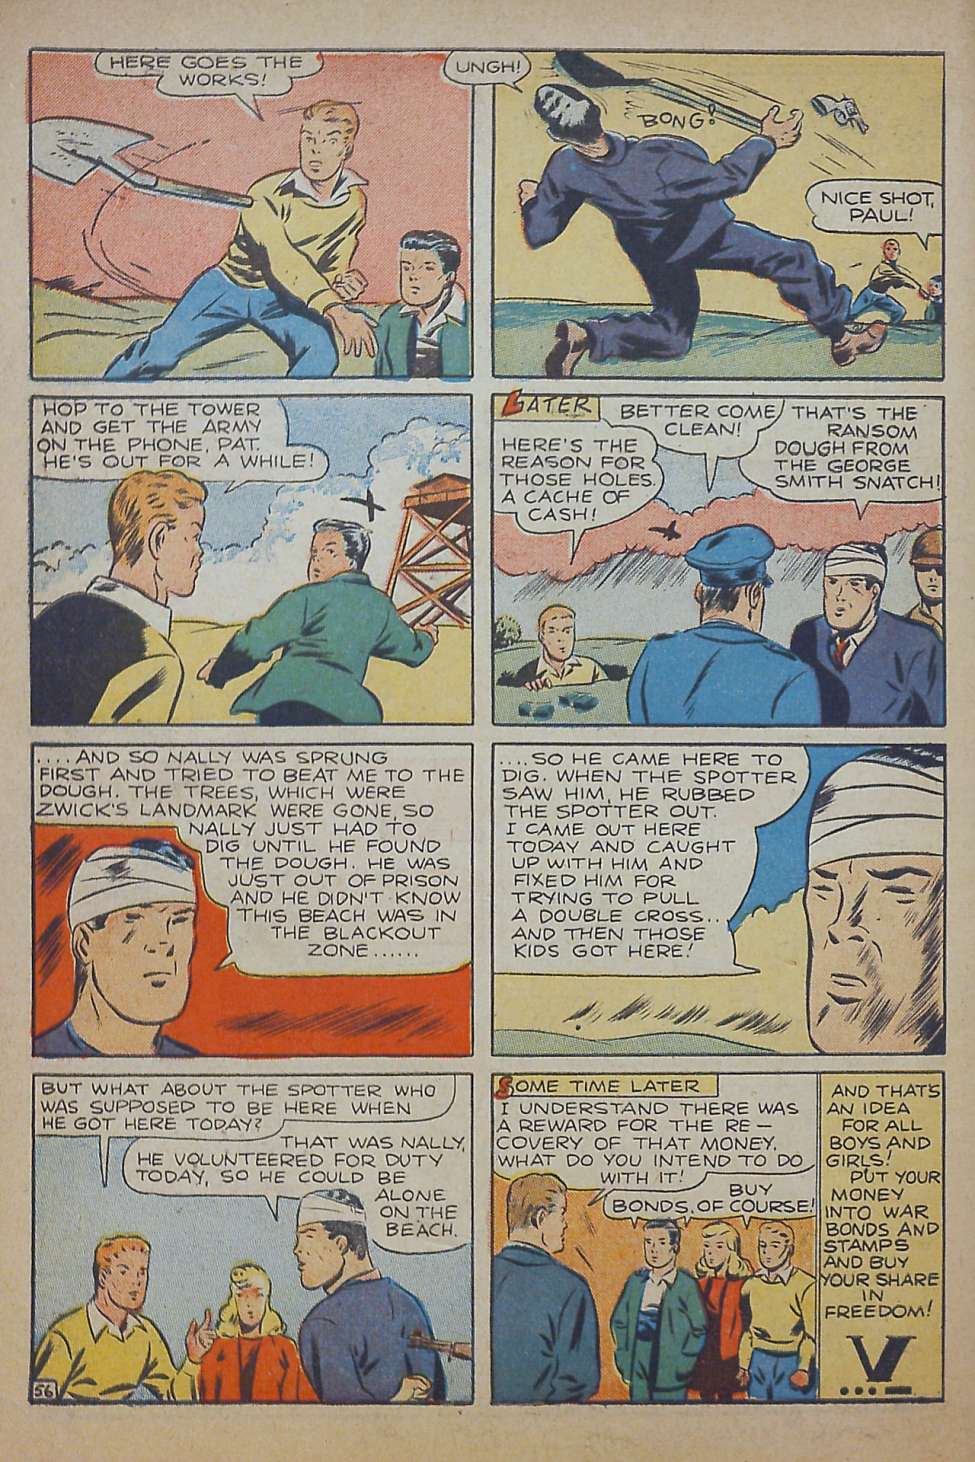 HERE GOES THE
WORKS!
UNGH!
BONG!
NICE SHOT,
PAUL!
HOP TO THE TOWER
AND GET THE ARMY
ON THE PHONE, PAT.
HE'S OUT FOR A WHILE!
LATER
HERE'S THE
REASON FOR
THOSE HOLES.
A CACHE OF
CASH!
BETTER COME
CLEAN!
THAT'S THE
RANSOM
DOUGH FROM
THE GEORGE
SMITH SNATCH!
....AND SO NALLY WAS SPRUNG
FIRST AND TRIED TO BEAT ME TO THE
DOUGH. THE TREES, WHICH WERE
ZWICK'S LANDMARK WERE GONE, SO
NALLY JUST HAD TO
DIG UNTIL HE FOUND
THE DOUGH. HE WAS
JUST OUT OF PRISON
AND HE DIDN'T KNOW
THIS BEACH WAS IN
THE BLACKOUT
ZONE......
....SO HE CAME HERE TO
DIG. WHEN THE SPOTTER
SAW HIM, HE RUBBED
THE SPOTTER OUT.
I CAME OUT HERE
TODAY AND CAUGHT
UP WITH HIM AND
FIXED HIM FOR
TRYING TO PULL
A DOUBLE CROSS..
AND THEN THOSE
KIDS GOT HERE!
BUT WHAT ABOUT THE SPOTTER WHO
WAS SUPPOSED TO BE HERE WHEN
HE GOT HERE TODAY?
THAT WAS NALLY,
HE VOLUNTEERED FOR DUTY
TODAY, SO HE COULD BE
ALONE
ON THE
BEACH.
56
SOME TIME LATER
I UNDERSTAND THERE WAS
A REWARD FOR THE RE-
COVERY OF THAT MONEY.
WHAT DO YOU INTEND TO DO
WITH IT!
BUY
BONDS, OF COURSE!
AND THAT'S
AN IDEA
FOR ALL
BOYS AND
GIRLS!
PUT YOUR
MONEY
INTO WAR
BONDS AND
STAMPS
AND BUY
YOUR SHARE
IN
FREEDOM!
V
...—